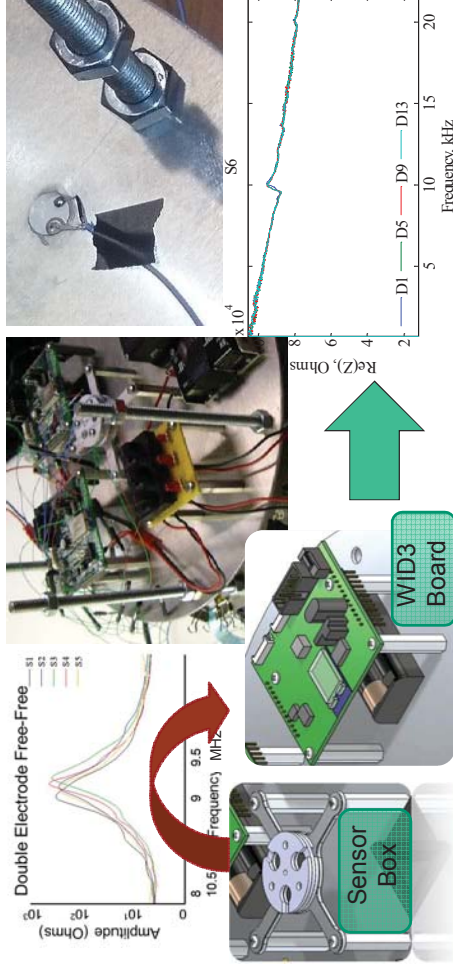 Double Electrode Free-Free
S1
S2
S3
S4
S5
Amplitude (Ohms)
10³
10¹
0
8
9
9.5
10.5
Frequency
MHz
Sensor
Box
WID3
Board
x 10⁴
S6
Re(Z), Ohms
8
6
4
2
D1 D5 D9 D13
5 10 15 20
Frequency, kHz